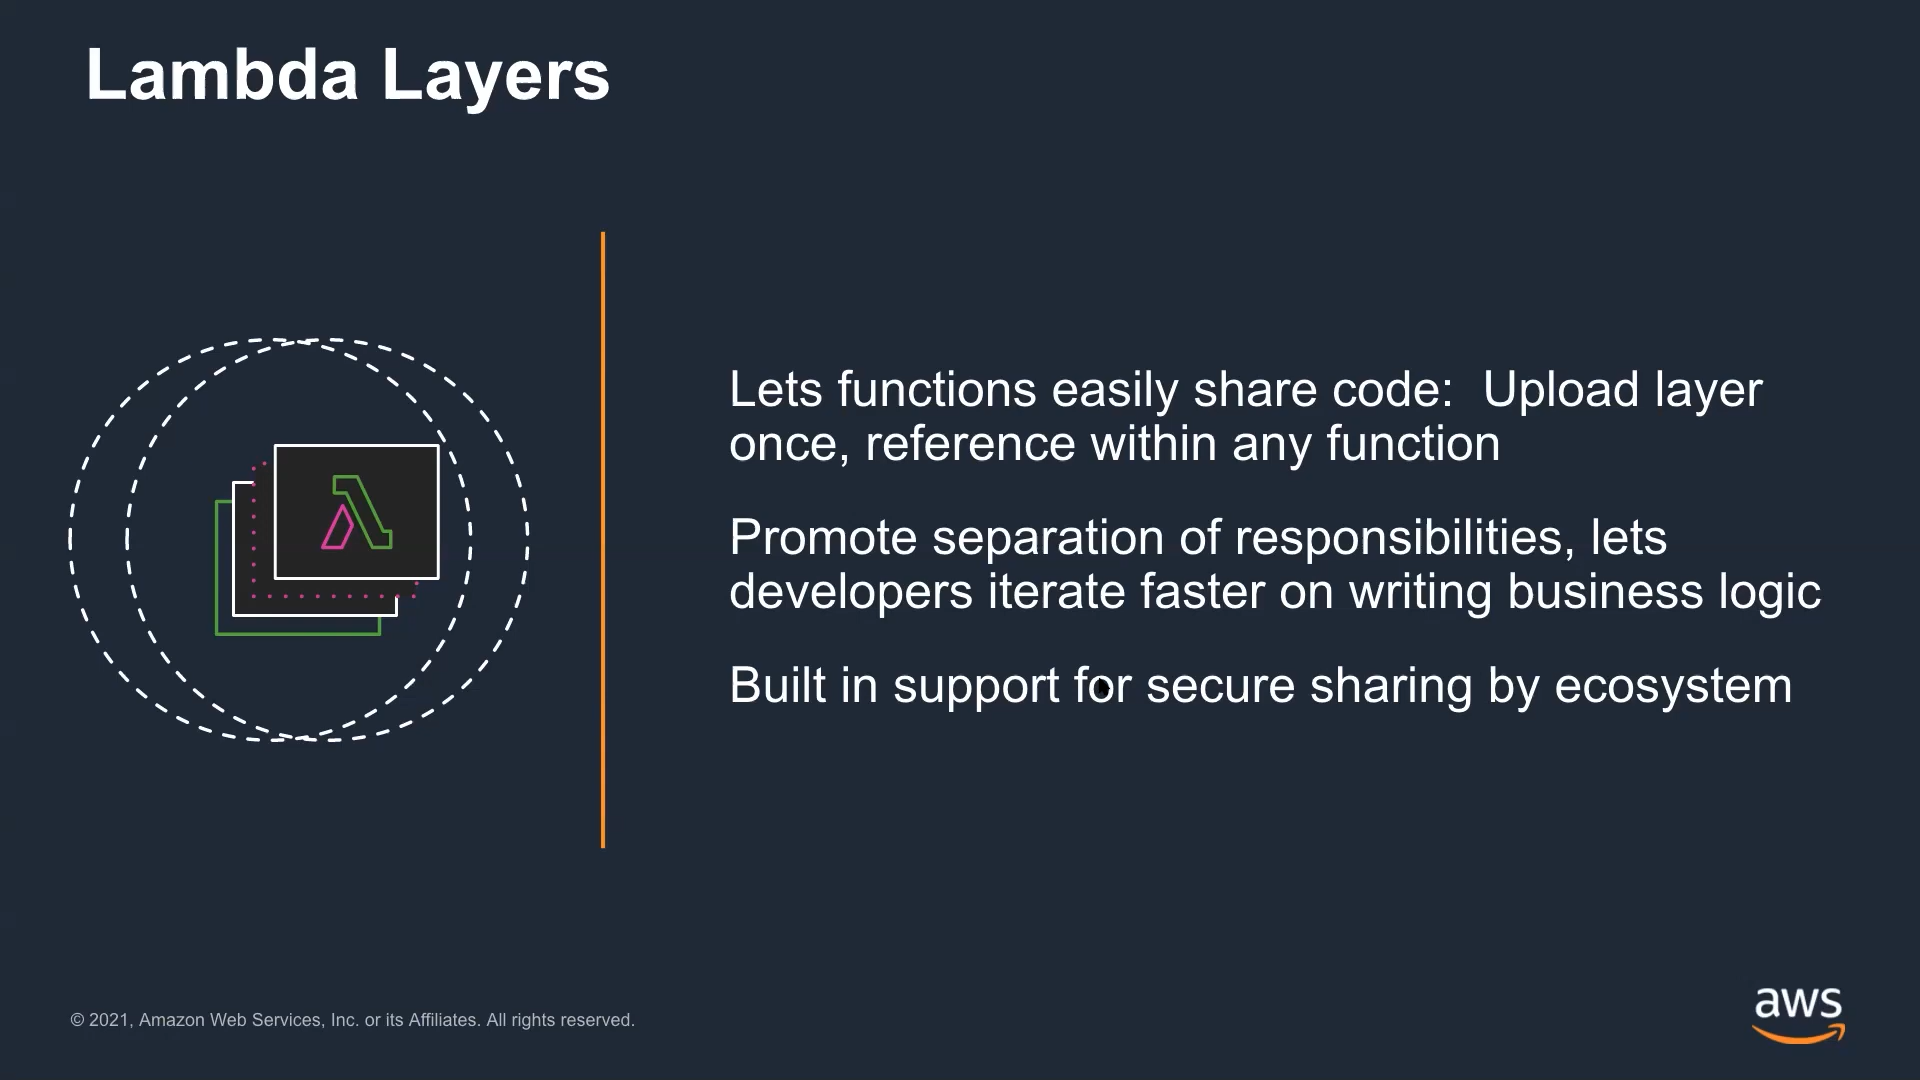 Lambda Layers
Lets functions easily share code:  Upload layer
once, reference within any function
Promote separation of responsibilities, lets
developers iterate faster on writing business logic
Built in support for secure sharing by ecosystem
© 2021, Amazon Web Services, Inc. or its Affiliates. All rights reserved.
aws